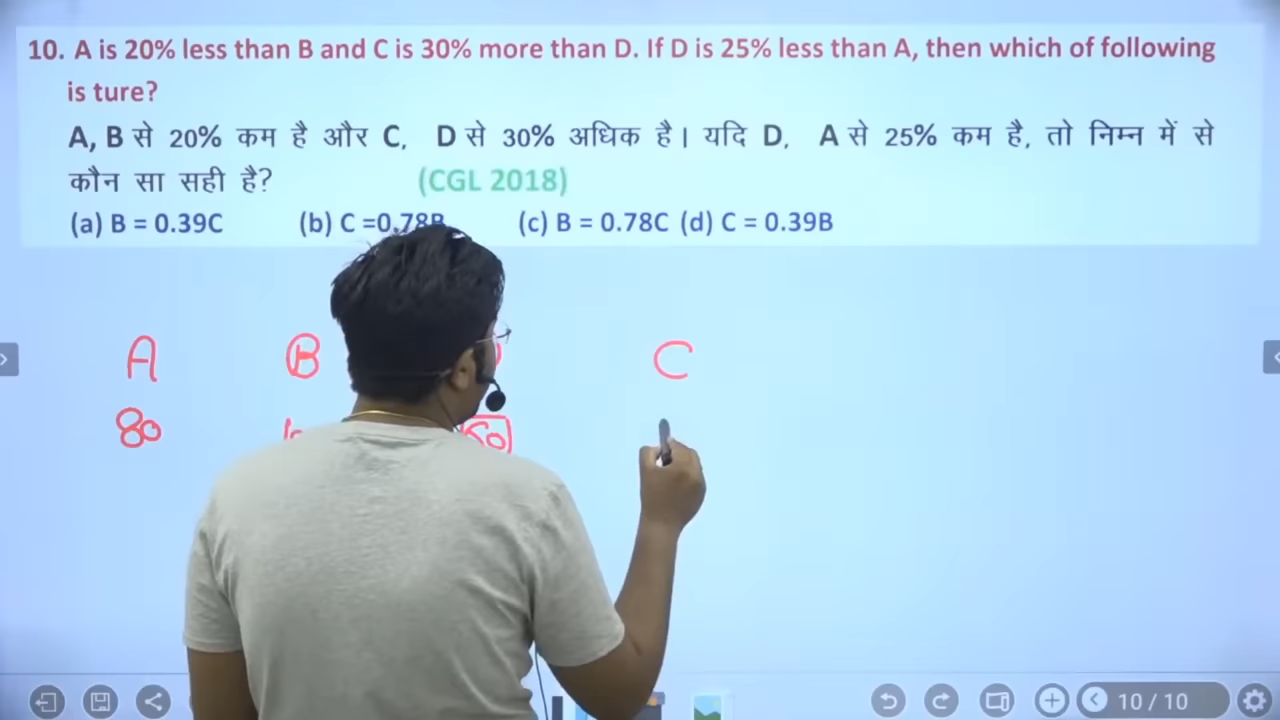 10. A is 20% less than B and C is 30% more than D. If D is 25% less than A, then which of following
is ture?
A, B से 20% कम है और C, D से 30% अधिक है। यदि D, A से 25% कम है, तो निम्न में से
कौन सा सही है? (CGL 2018)
(a) B = 0.39C (b) C =0.78B (c) B = 0.78C (d) C = 0.39B
A B C
80 60
10 / 10